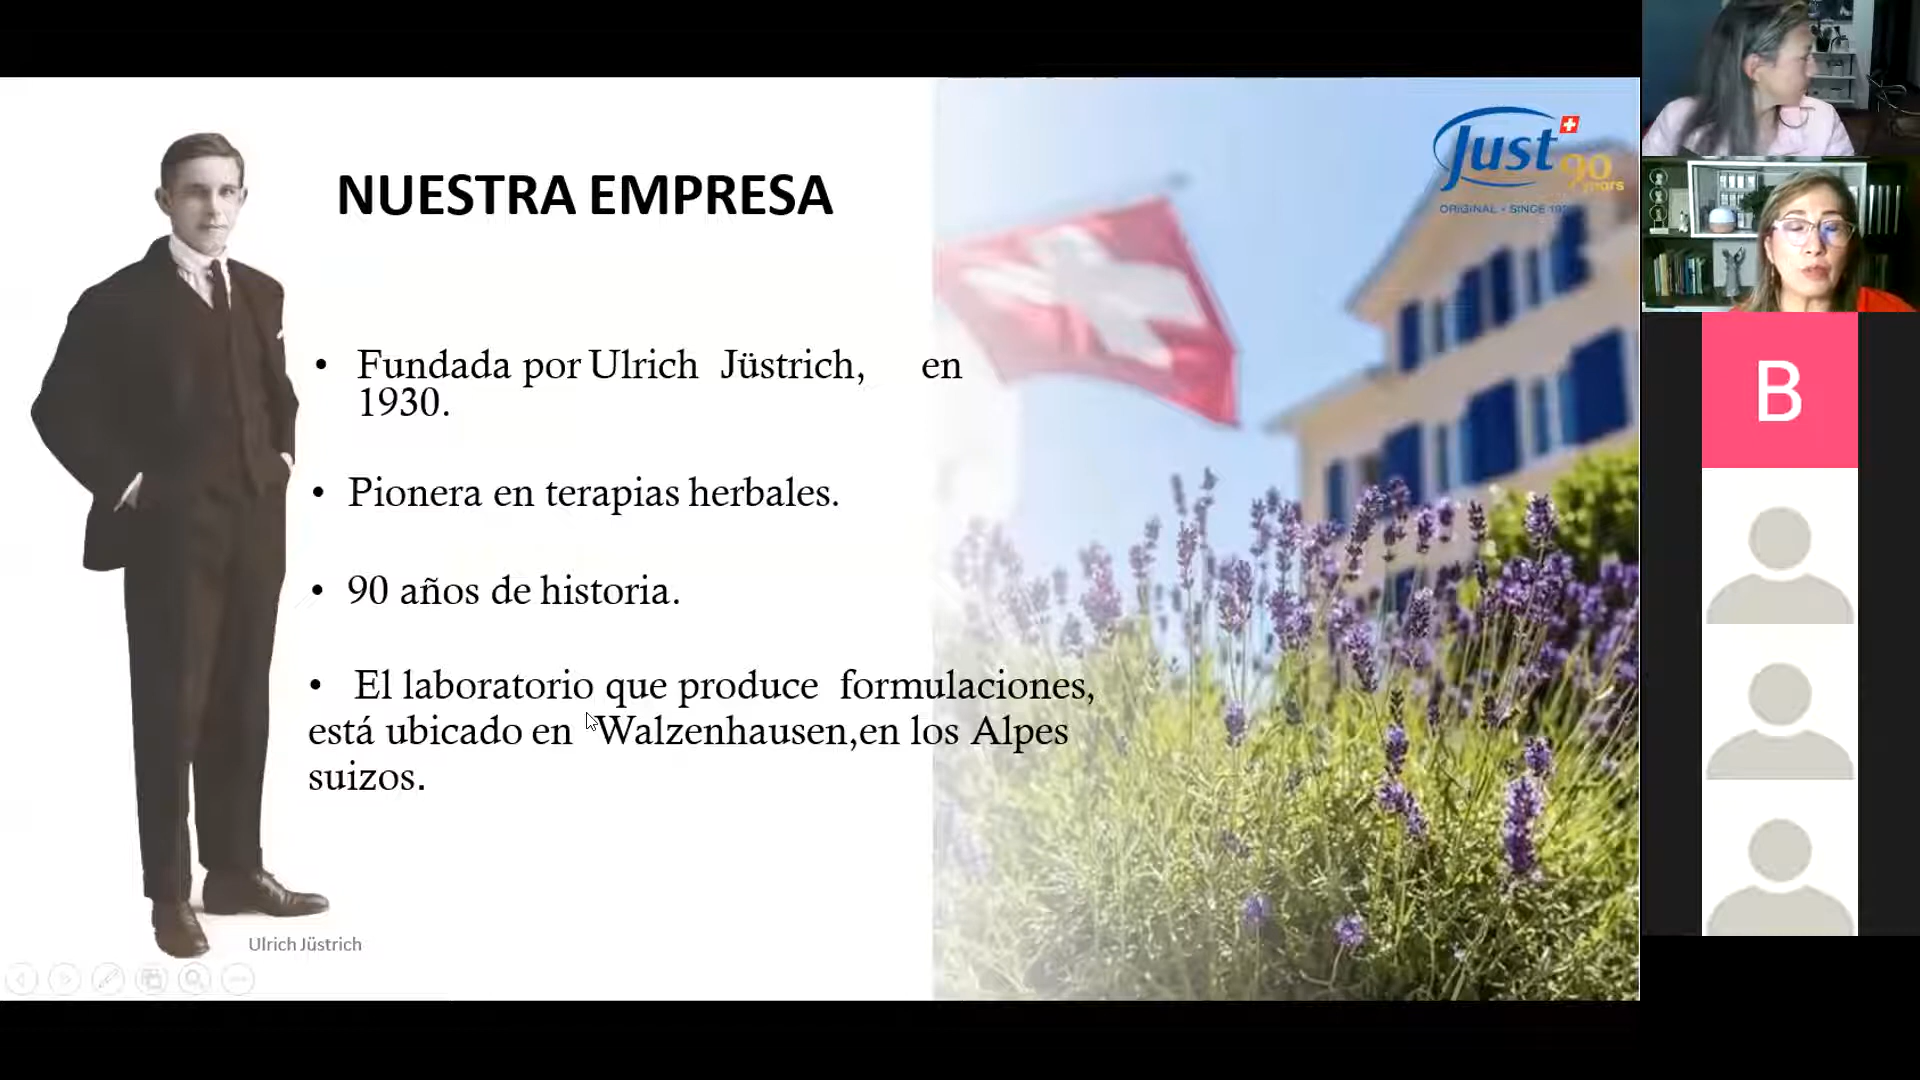 NUESTRA EMPRESA
Just
90
years
ORIGINAL • SINCE
• Fundada por Ulrich Jüstrich, en
1930.
• Pionera en terapias herbales.
• 90 años de historia.
• El laboratorio que produce formulaciones,
está ubicado en Walzenhausen,en los Alpes
suizos.
Ulrich Jüstrich
B